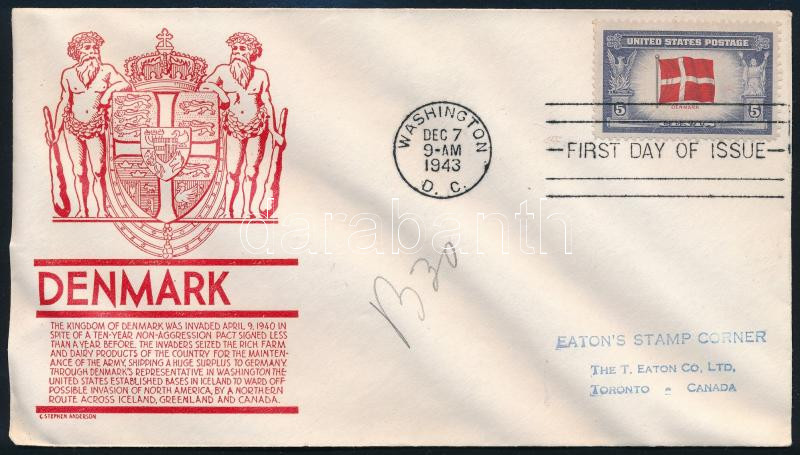 UNITED STATES POSTAGE
DENMARK
5 5
CENTS
WASHINGTON
DEC 7
9-AM
1943
D. C.
FIRST DAY OF ISSUE
darabanth
DENMARK
THE KINGDOM OF DENMARK WAS INVADED APRIL 9, 1940 IN
SPITE OF A TEN-YEAR NON-AGGRESSION PACT SIGNED LESS
THAN A YEAR BEFORE. THE INVADERS SEIZED THE RICH FARM
AND DAIRY PRODUCTS OF THE COUNTRY FOR THE MAINTEN-
ANCE OF THE ARMY, SHIPPING A HUGE SURPLUS TO GERMANY.
THROUGH DENMARK'S REPRESENTATIVE IN WASHINGTON THE
UNITED STATES ESTABLISHED BASES IN ICELAND TO WARD OFF
POSSIBLE INVASION OF NORTH AMERICA, BY A NORTHERN
ROUTE ACROSS ICELAND, GREENLAND AND CANADA.
C. STEPHEN ANDERSON
B30
EATON'S STAMP CORNER
THE T. EATON CO. LTD,
TORONTO - CANADA